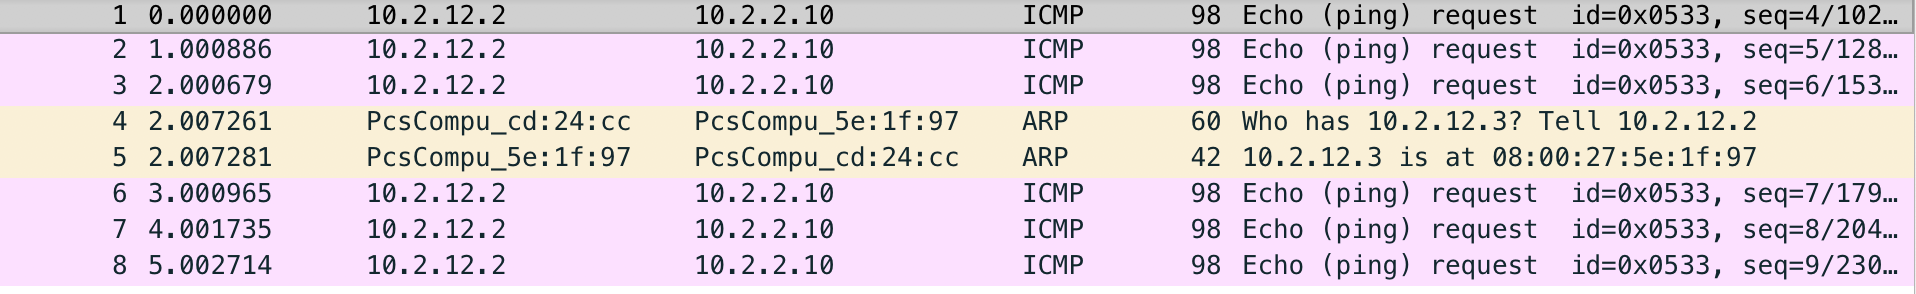 1 0.000000 10.2.12.2 10.2.2.10 ICMP 98 Echo (ping) request id=0x0533, seq=4/102…
2 1.000886 10.2.12.2 10.2.2.10 ICMP 98 Echo (ping) request id=0x0533, seq=5/128…
3 2.000679 10.2.12.2 10.2.2.10 ICMP 98 Echo (ping) request id=0x0533, seq=6/153…
4 2.007261 PcsCompu_cd:24:cc PcsCompu_5e:1f:97 ARP 60 Who has 10.2.12.3? Tell 10.2.12.2
5 2.007281 PcsCompu_5e:1f:97 PcsCompu_cd:24:cc ARP 42 10.2.12.3 is at 08:00:27:5e:1f:97
6 3.000965 10.2.12.2 10.2.2.10 ICMP 98 Echo (ping) request id=0x0533, seq=7/179…
7 4.001735 10.2.12.2 10.2.2.10 ICMP 98 Echo (ping) request id=0x0533, seq=8/204…
8 5.002714 10.2.12.2 10.2.2.10 ICMP 98 Echo (ping) request id=0x0533, seq=9/230…